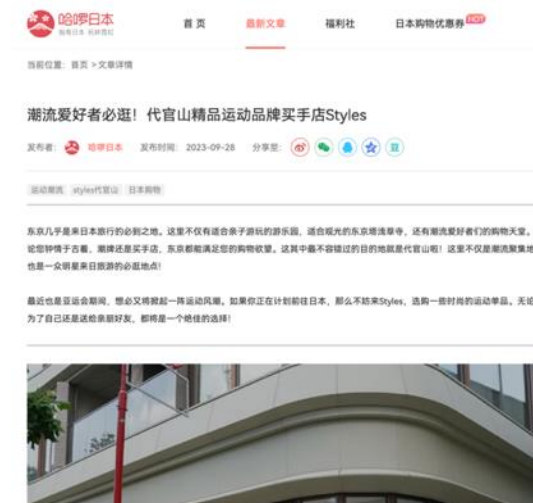 哈啰日本
首页
最新文章
福利社
日本购物优惠券
HOT
当前位置：首页 >文章详情
潮流爱好者必逛！代官山精品运动品牌买手店Styles
发布者：
哈啰日本
发布时间：2023-09-28
分享至：
豆
运动潮流
styles代官山
日本购物
东京几乎是来日本旅行的必到之地。这里不仅有适合亲子游玩的游乐园，适合观光的东京塔浅草寺，还有潮流爱好者们的购物天堂。
论您钟情于古着，潮牌还是买手店，东京都能满足您的购物欲望。这其中最不容错过的目的地就是代官山啦！这里不仅是潮流聚集地
也是一众明星来日旅游的必逛地点！
最近也是亚运会期间，想必又将掀起一阵运动风潮。如果你正在计划前往日本，那么不妨来Styles，选购一些时尚的运动单品。无论
为了自己还是送给亲朋好友，都将是一个绝佳的选择！